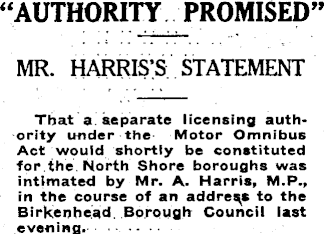 “AUTHORITY PROMISED”
MR. HARRIS'S STATEMENT
That a separate licensing auth-
ority under the Motor Omnibus
Act would shortly be constituted
for the North Shore boroughs was
intimated by Mr. A. Harris, M.P.,
in the course of an address to the
Birkenhead Borough Council last
evening.